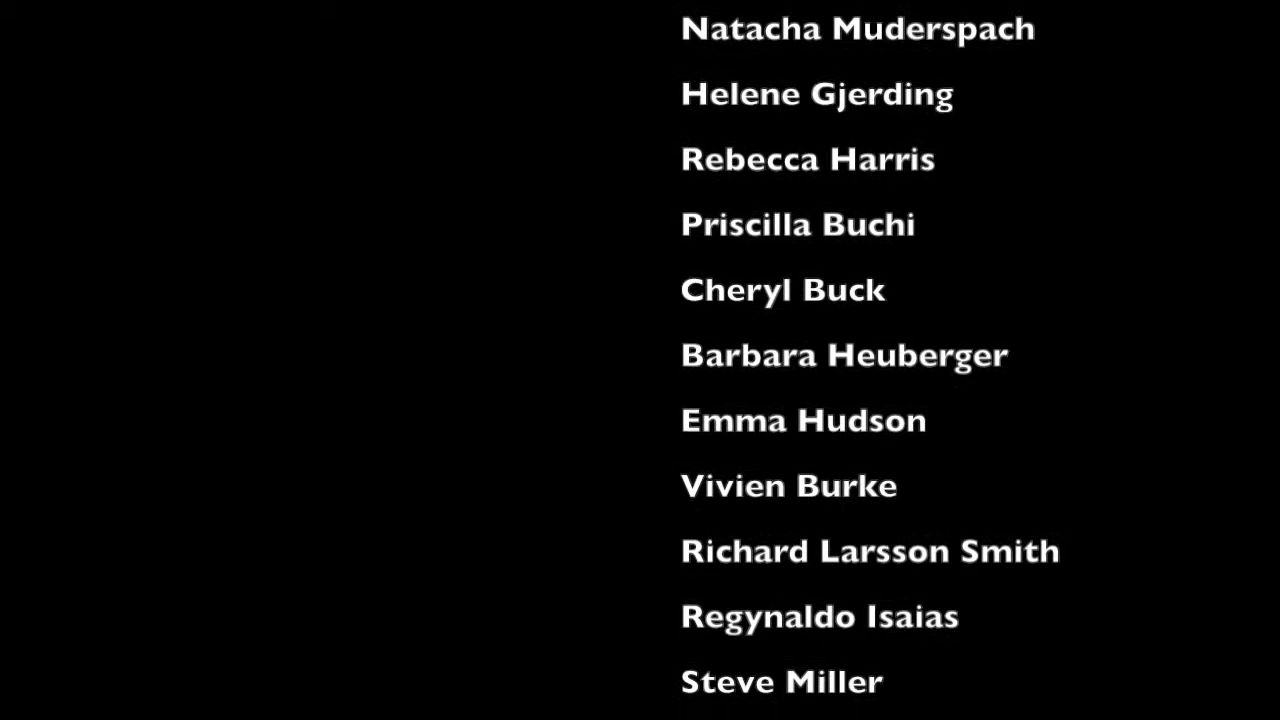 Natacha Muderspach
Helene Gjerding
Rebecca Harris
Priscilla Buchi
Cheryl Buck
Barbara Heuberger
Emma Hudson
Vivien Burke
Richard Larsson Smith
Regynaldo Isaias
Steve Miller